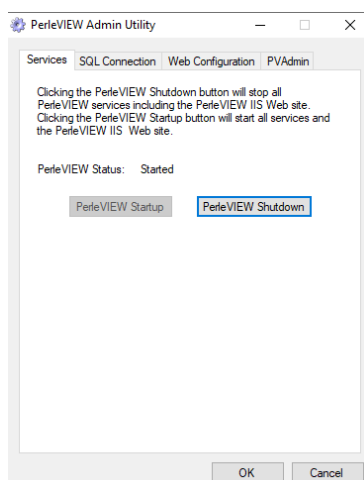 PerleVIEW Admin Utility
Services SQL Connection Web Configuration PVAdmin
Clicking the PerleVIEW Shutdown button will stop all
PerleVIEW services including the PerleVIEW IIS Web site.
Clicking the PerleVIEW Startup button will start all services and
the PerleVIEW IIS Web site.
PerleVIEW Status: Started
PerleVIEW Startup PerleVIEW Shutdown
OK Cancel